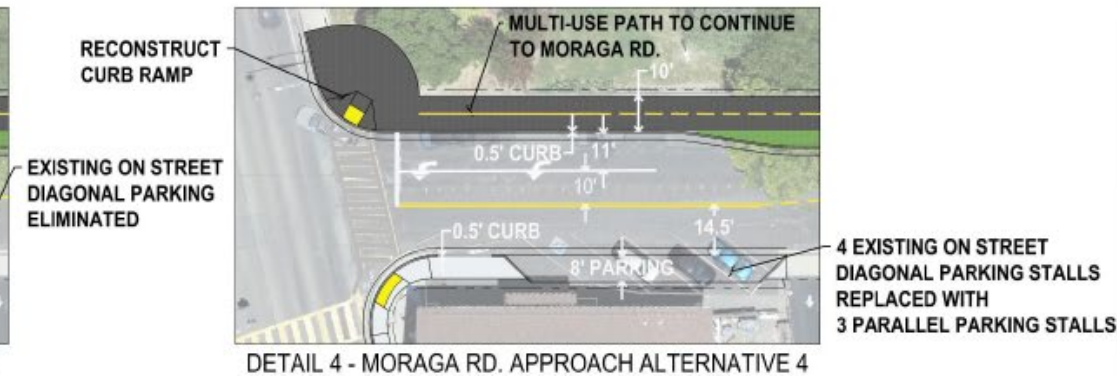 RECONSTRUCT
CURB RAMP
MULTI-USE PATH TO CONTINUE
TO MORAGA RD.
10'
EXISTING ON STREET
DIAGONAL PARKING
ELIMINATED
0.5' CURB
11'
10'
0.5' CURB
14.5'
8' PARKING
4 EXISTING ON STREET
DIAGONAL PARKING STALLS
REPLACED WITH
3 PARALLEL PARKING STALLS
DETAIL 4 - MORAGA RD. APPROACH ALTERNATIVE 4